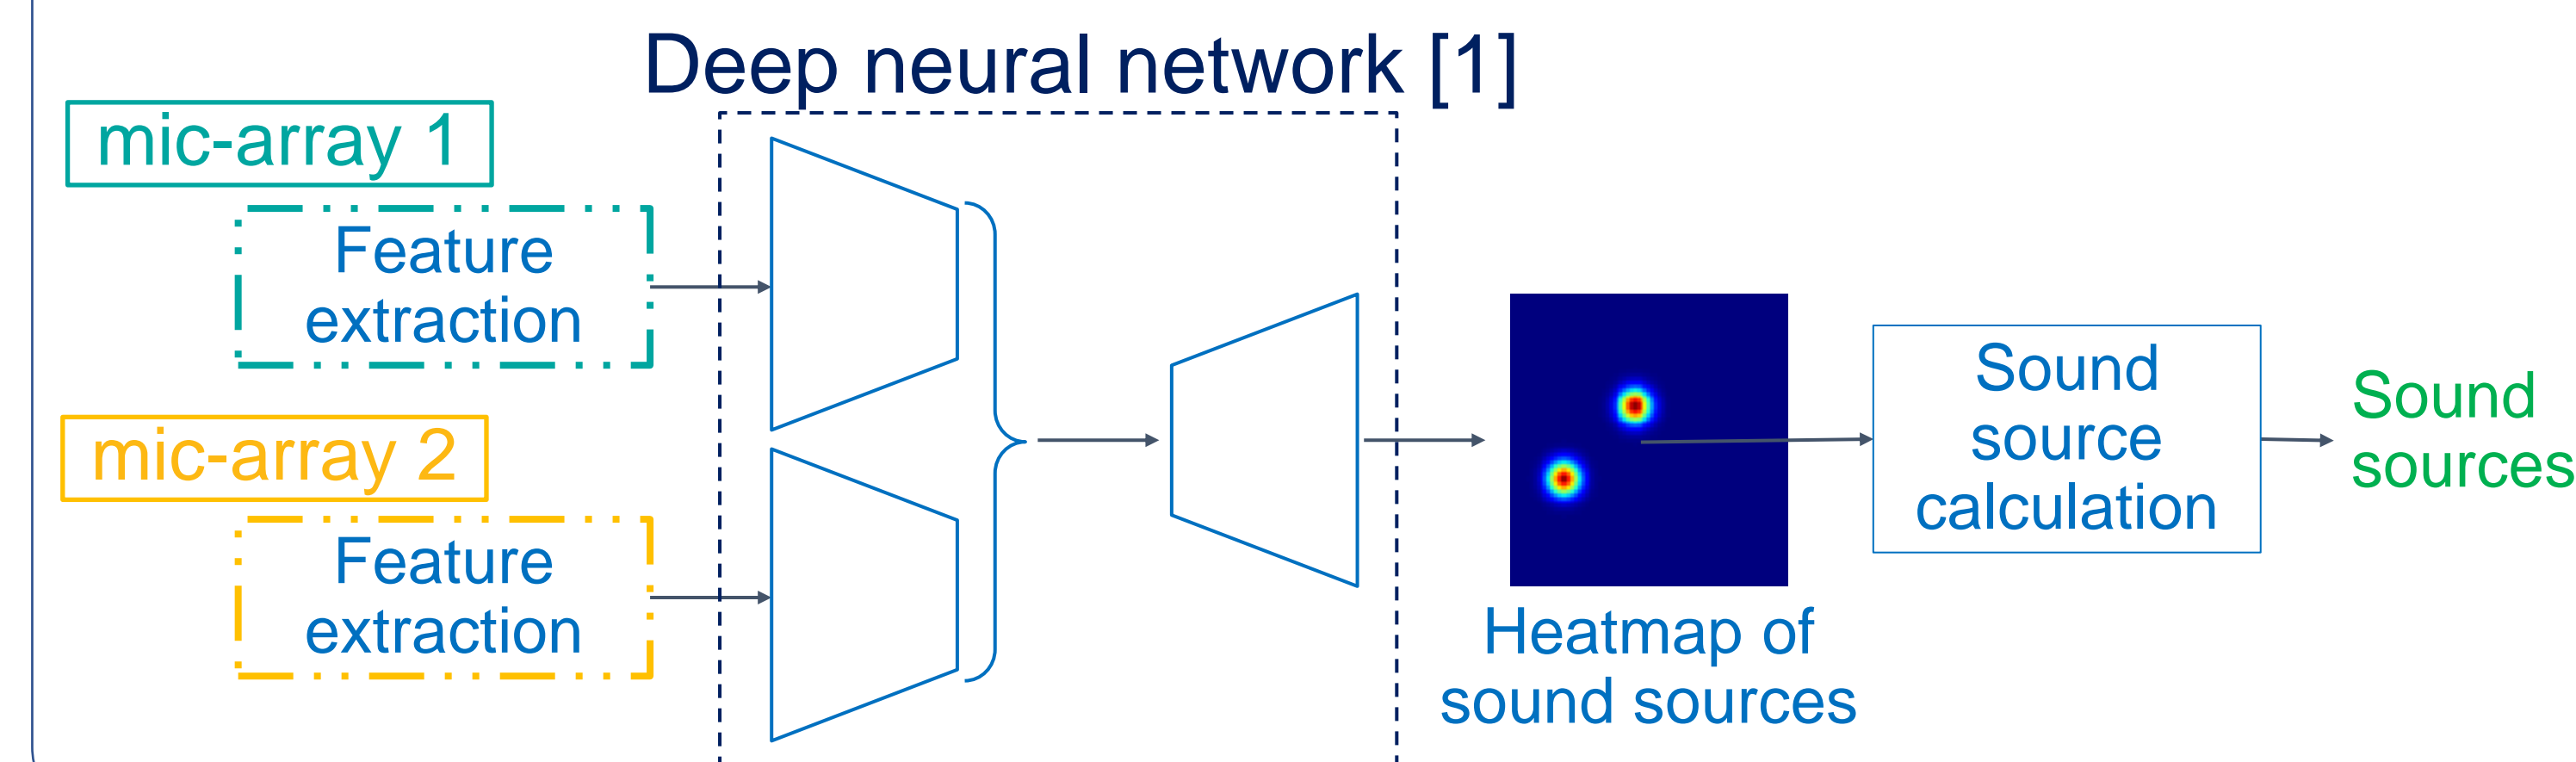 Deep neural network [1]
mic-array 1
Feature
extraction
mic-array 2
Feature
extraction
Heatmap of
sound sources
Sound
source
calculation
Sound
sources